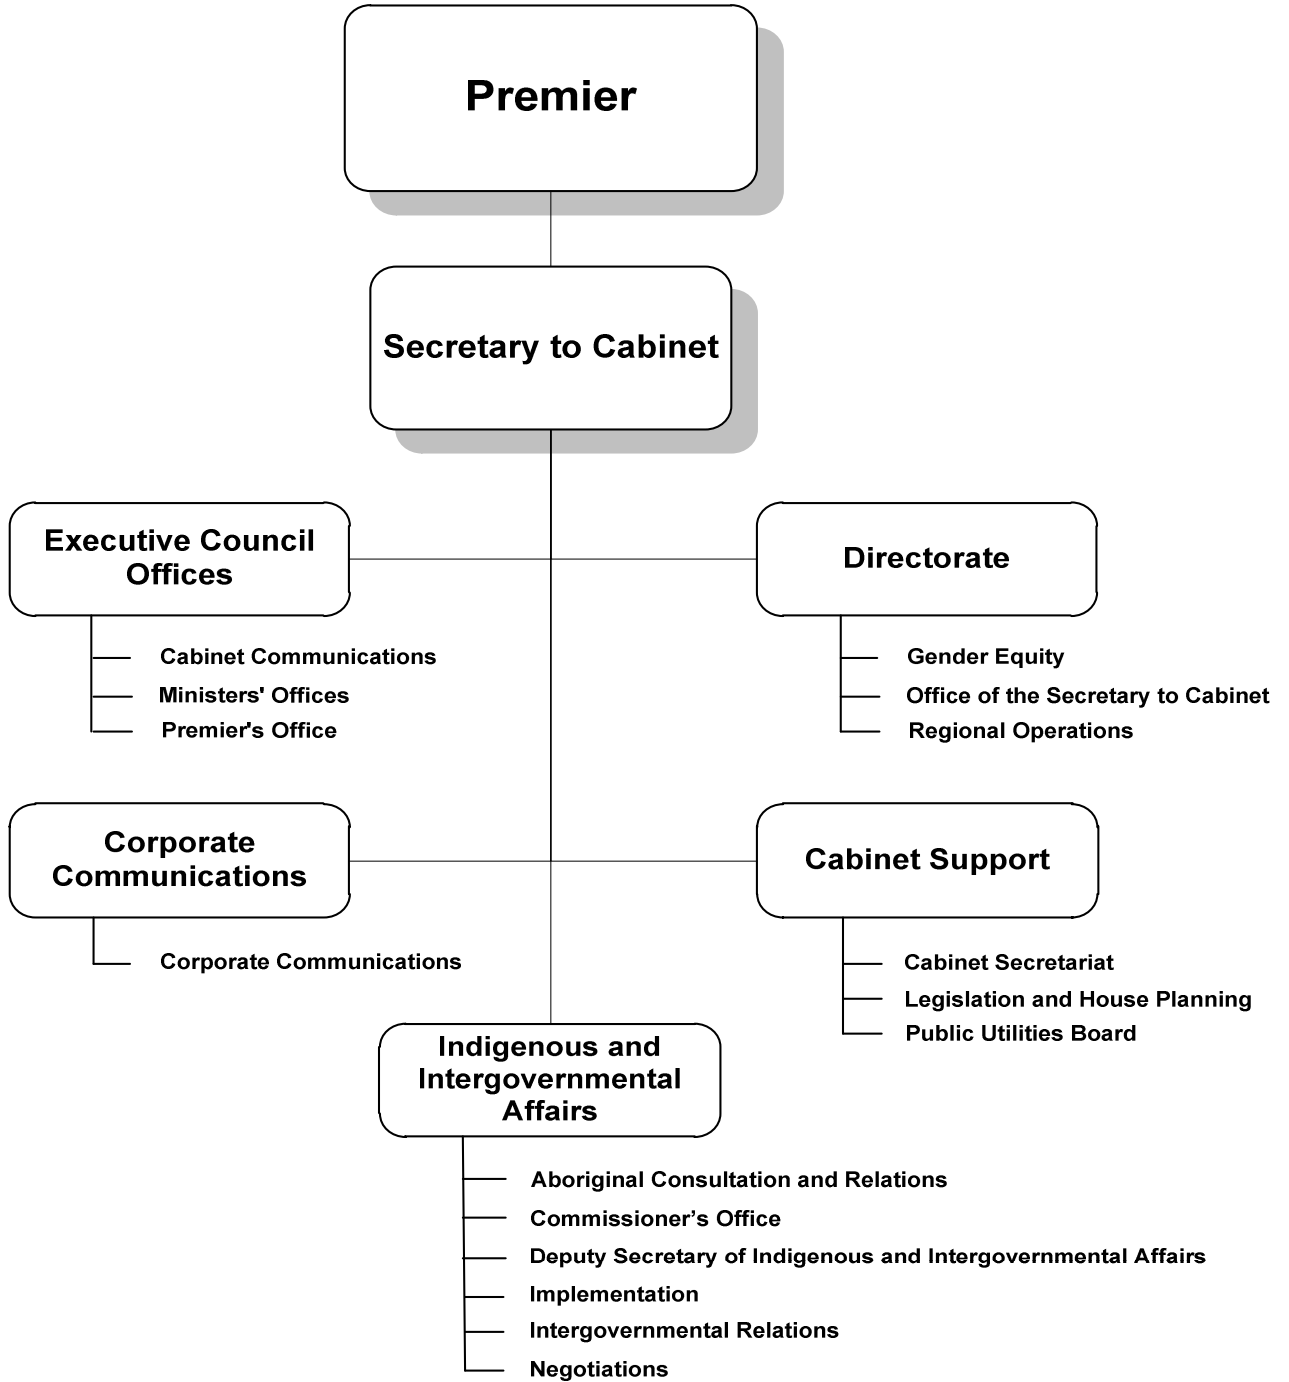 Premier
Secretary to Cabinet
Executive Council
Offices
Cabinet Communications
Ministers' Offices
Premier's Office
Directorate
Gender Equity
Office of the Secretary to Cabinet
Regional Operations
Corporate
Communications
Corporate Communications
Cabinet Support
Cabinet Secretariat
Legislation and House Planning
Public Utilities Board
Indigenous and
Intergovernmental
Affairs
Aboriginal Consultation and Relations
Commissioner’s Office
Deputy Secretary of Indigenous and Intergovernmental Affairs
Implementation
Intergovernmental Relations
Negotiations